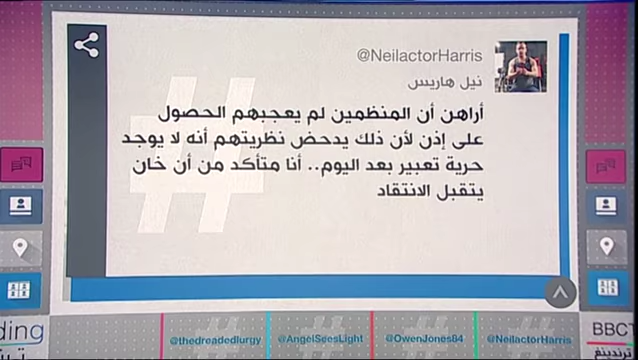 @NeilactorHarris
نيل هاريس
أراهن أن المنظمين لم يعجبهم الحصول
على إذن لأن ذلك يدحض نظريتهم أنه لا يوجد
حرية تعبير بعد اليوم.. أنا متأكد من أن خان
يتقبل الانتقاد
ding
@thedreadedlurgy
@AngelSeesLight
@OwenJones84
@NeilactorHarris
BBC